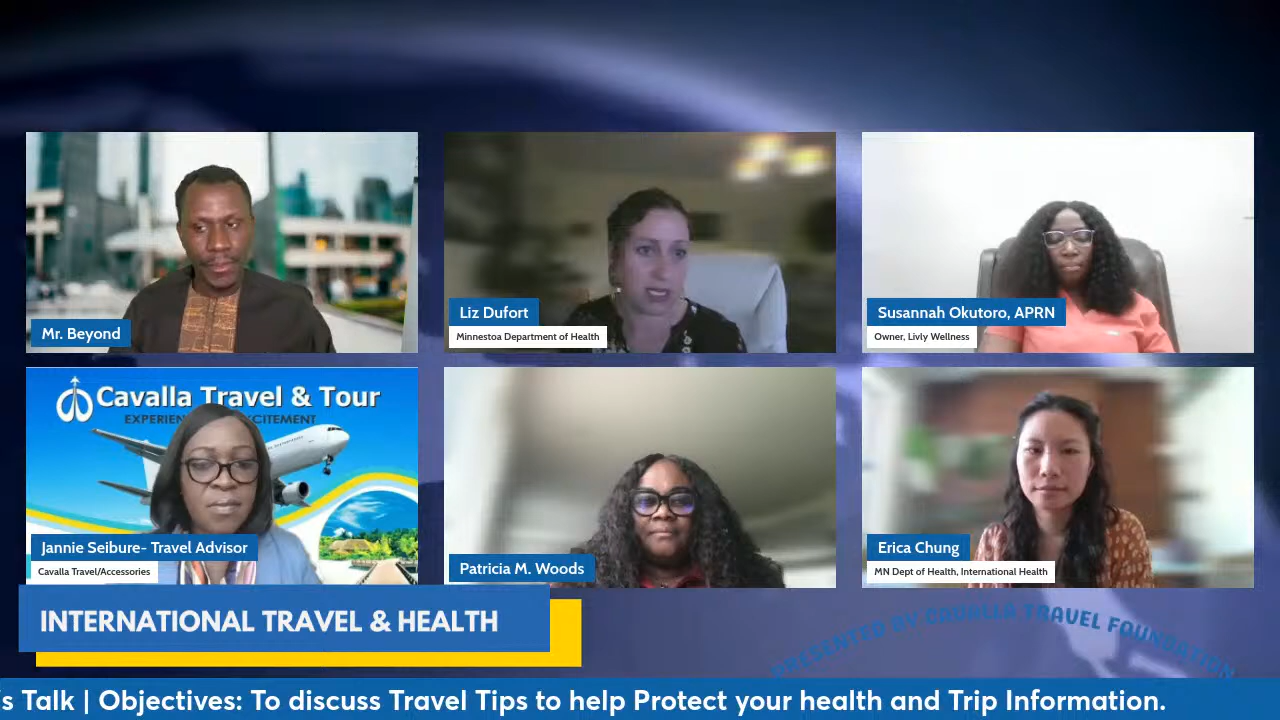 Mr. Beyond
Liz Dufort
Minnestoa Department of Health
Susannah Okutoro, APRN
Owner, Livly Wellness
Cavalla Travel & Tour
Jannie Seibure- Travel Advisor
Cavalla Travel/Accessories
Patricia M. Woods
Erica Chung
MN Dept of Health, International Health
INTERNATIONAL TRAVEL & HEALTH
PRESENTED BY CAVALLA TRAVEL FOUNDATION
's Talk | Objectives: To discuss Travel Tips to help Protect your health and Trip Information.